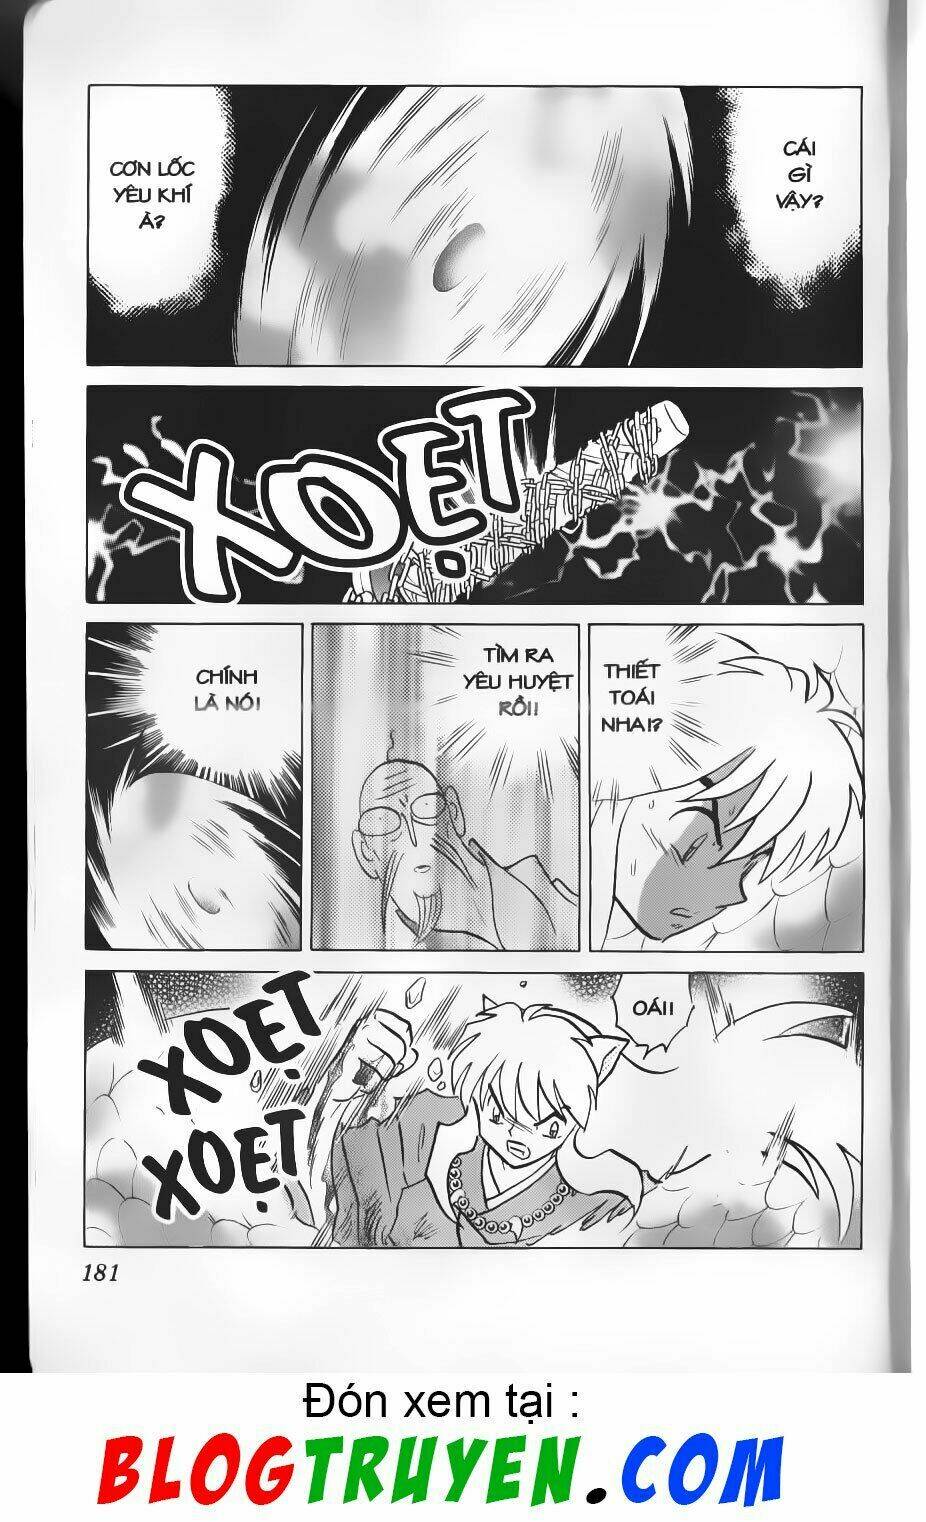 CÁI
GÌ
VẬY?
CƠN LỐC
YÊU KHÍ
À?
XOẸT
THIẾT
TOÁI
NHA!?
TÌM RA
YÊU HUYỆT
RỒI!!
CHÍNH
LÀ NÓ!
OÁI!!
XOẸT
XOẸT
181
Đón xem tại :
BLOGTRUYEN.COM